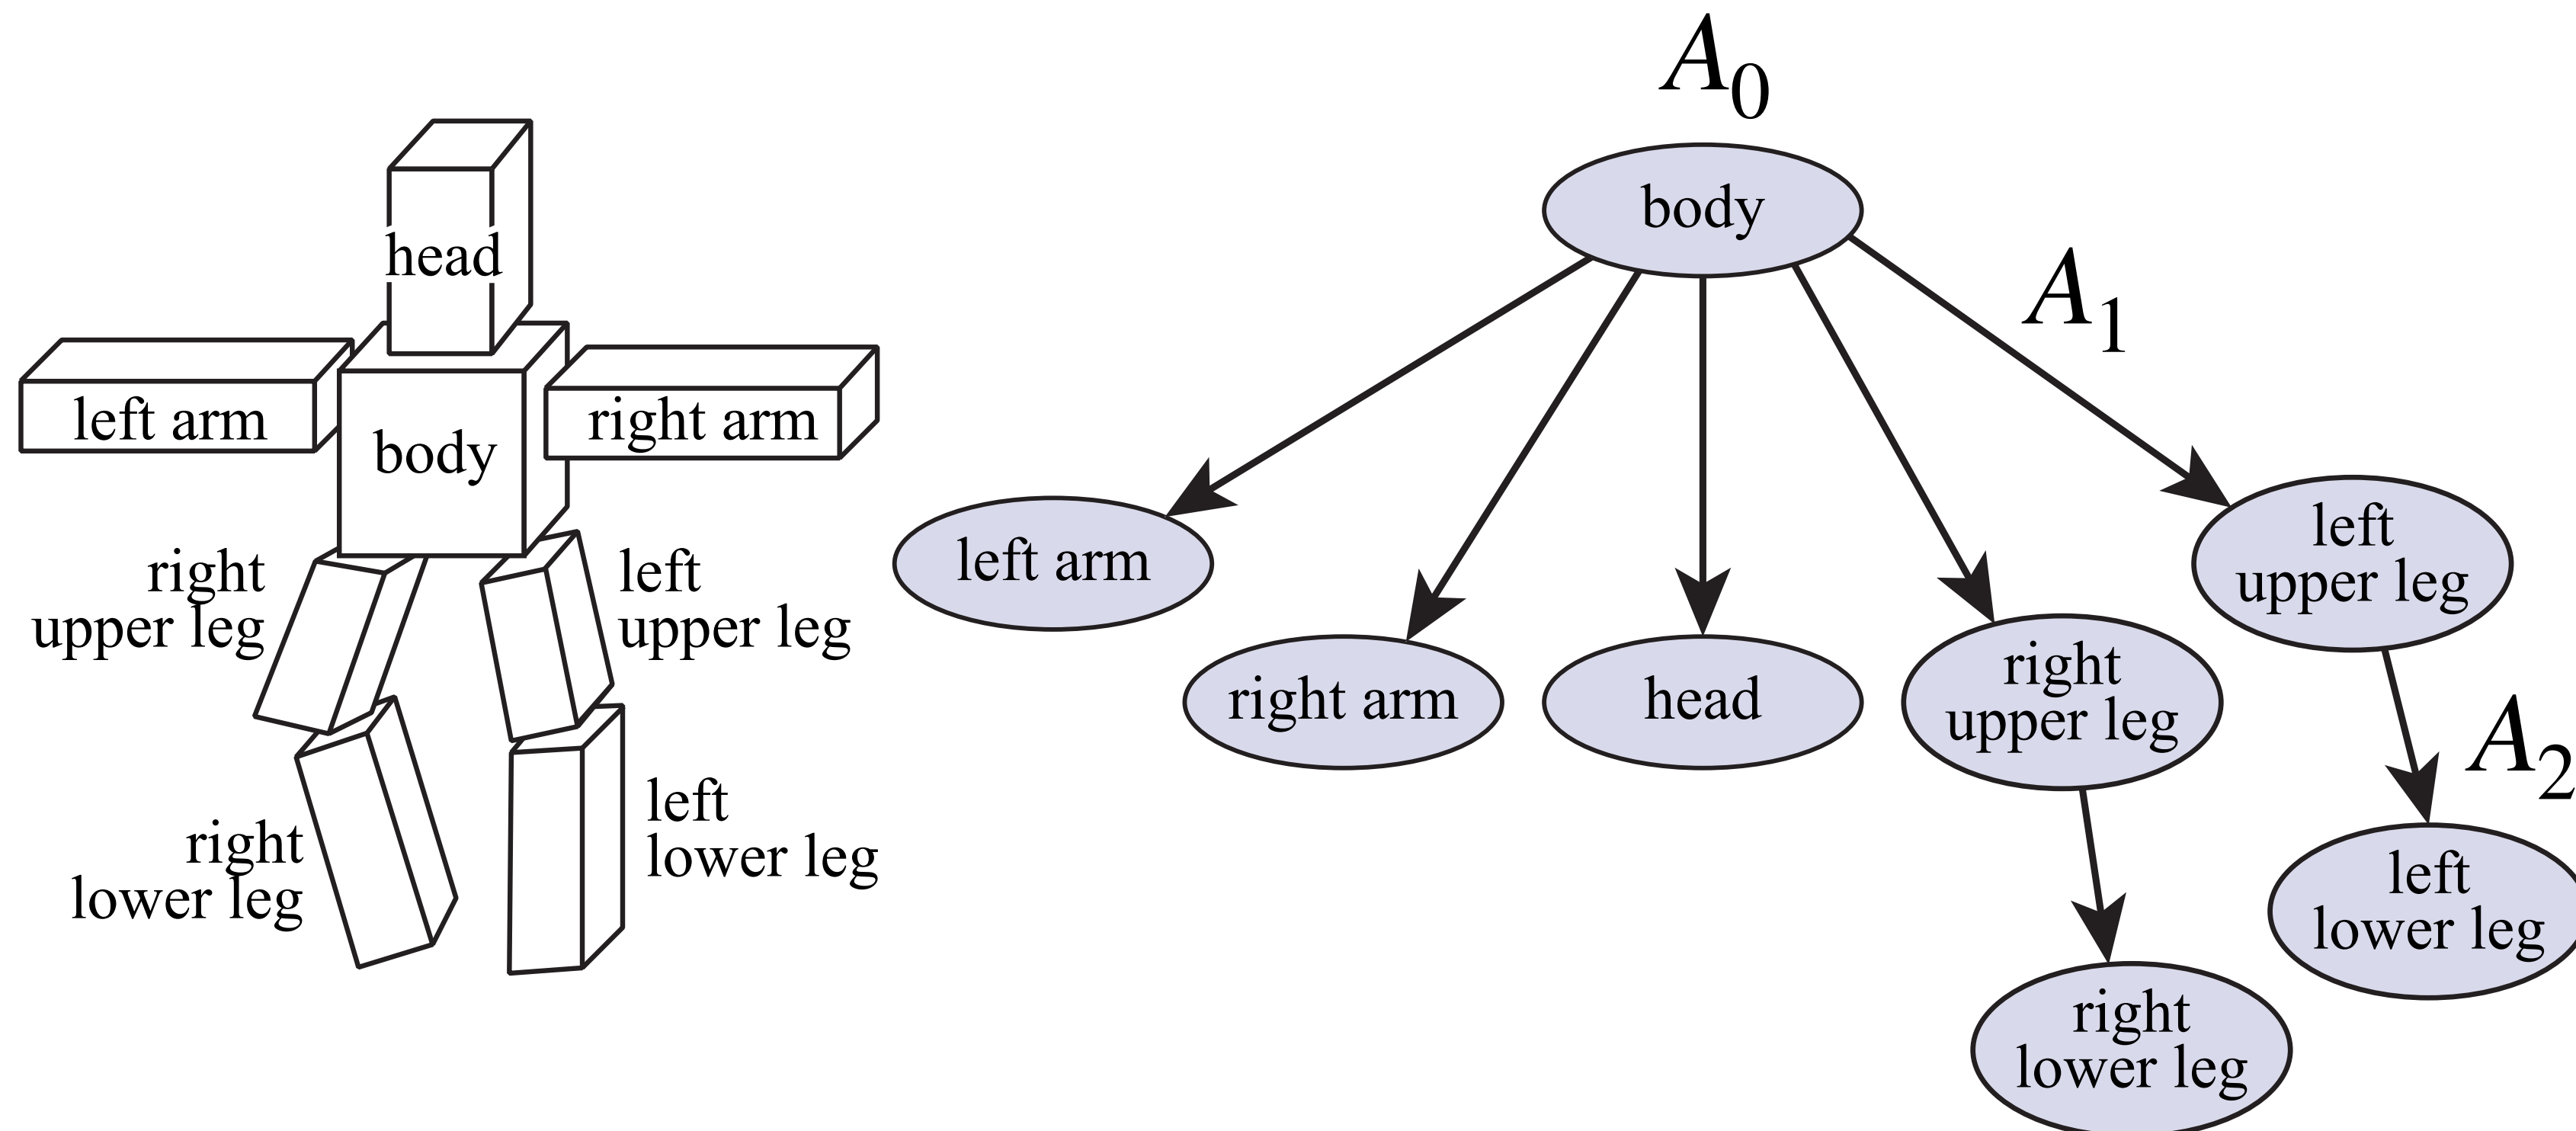 head
left arm
right arm
body
right
upper leg
left
upper leg
right
lower leg
left
lower leg
A0
body
A1
left arm
right arm
head
right
upper leg
left
upper leg
A2
left
lower leg
right
lower leg